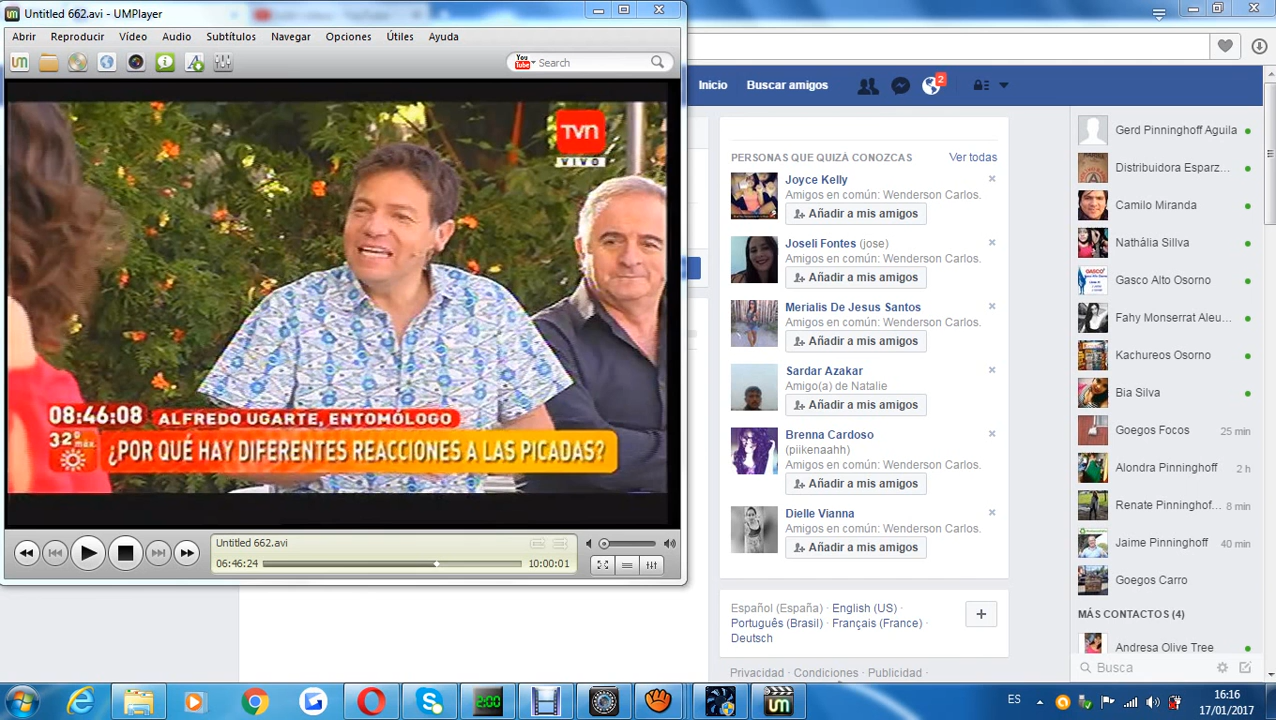 Untitled 662.avi - UMPlayer
Abrir Reproducir Vídeo Audio Subtítulos Navegar Opciones Útiles Ayuda
You Tube Search
TVN
VIVO
08:46:08 ALFREDO UGARTE, ENTOMÓLOGO
32º máx. ¿POR QUÉ HAY DIFERENTES REACCIONES A LAS PICADAS?
Untitled 662.avi
06:46:24 10:00:01
Inicio Buscar amigos 2
PERSONAS QUE QUIZÁ CONOZCAS Ver todas
Joyce Kelly
Amigos en común: Wenderson Carlos.
Añadir a mis amigos
Joseli Fontes (jose)
Amigos en común: Wenderson Carlos.
Añadir a mis amigos
Merialis De Jesus Santos
Amigos en común: Wenderson Carlos.
Añadir a mis amigos
Sardar Azakar
Amigo(a) de Natalie
Añadir a mis amigos
Brenna Cardoso
(piikenaahh)
Amigos en común: Wenderson Carlos.
Añadir a mis amigos
Dielle Vianna
Amigos en común: Wenderson Carlos.
Añadir a mis amigos
Español (España) · English (US) ·
Português (Brasil) · Français (France) ·
Deutsch
Privacidad · Condiciones · Publicidad ·
Gerd Pinninghoff Aguila
Distribuidora Esparz...
Camilo Miranda
Nathália Sillva
Gasco Alto Osorno
Fahy Monserrat Aleu...
Kachureos Osorno
Bia Silva
Goegos Focos 25 min
Alondra Pinninghoff 2 h
Renate Pinninghof... 8 min
Jaime Pinninghoff 40 min
Goegos Carro
MÁS CONTACTOS (4)
Andresa Olive Tree
Busca
2:00
ES
16:16
17/01/2017